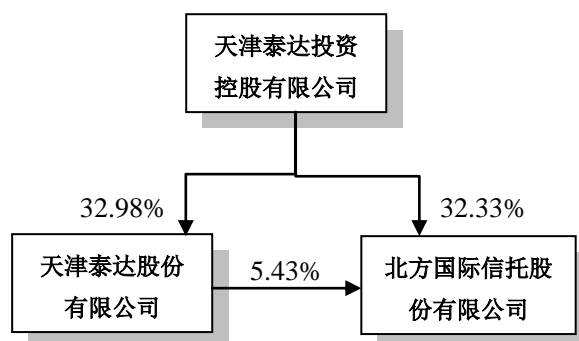 天津泰达投资
控股有限公司
32.98%
32.33%
天津泰达股份
有限公司
5.43%
北方国际信托股
份有限公司